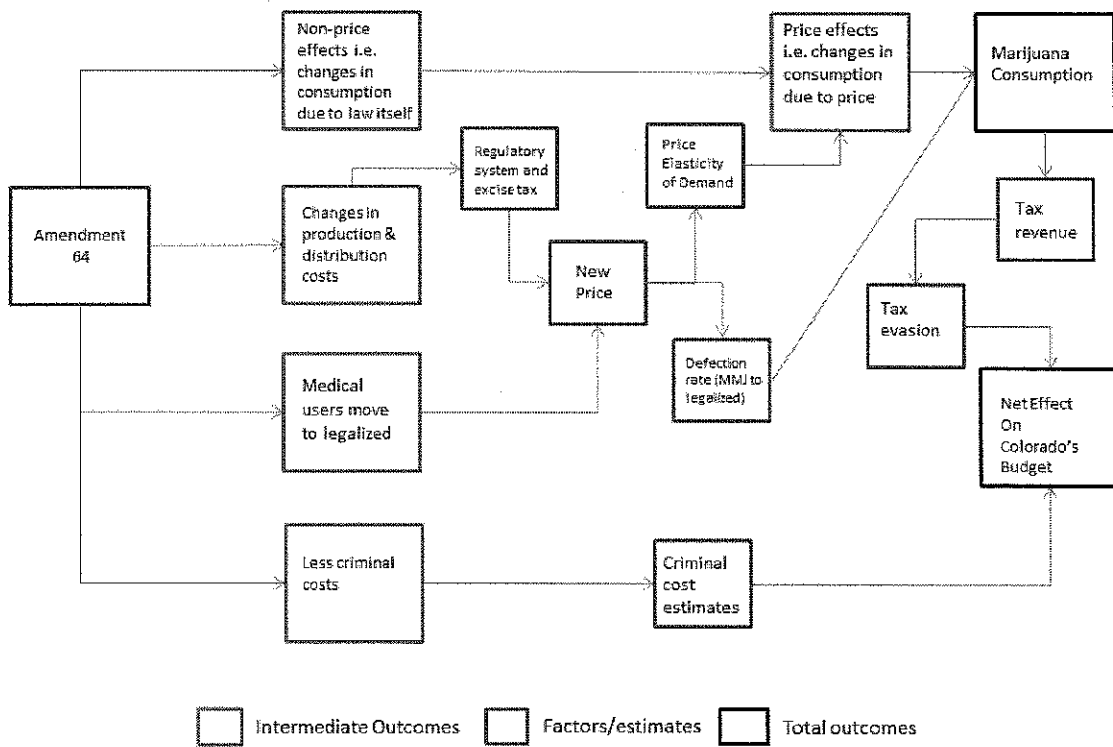 Non-price
effects i.e.
changes in
consumption
due to law itself
Price effects
i.e. changes in
consumption
due to price
Marijuana
Consumption
Regulatory
system and
excise tax
Price
Elasticity
of Demand
Amendment
64
Changes in
production &
distribution
costs
Tax
revenue
New
Price
Tax
evasion
Defection
rate (MMJ to
legalized)
Medical
users move
to legalized
Net Effect
On
Colorado's
Budget
Less criminal
costs
Criminal
cost
estimates
Intermediate Outcomes
Factors/estimates
Total outcomes